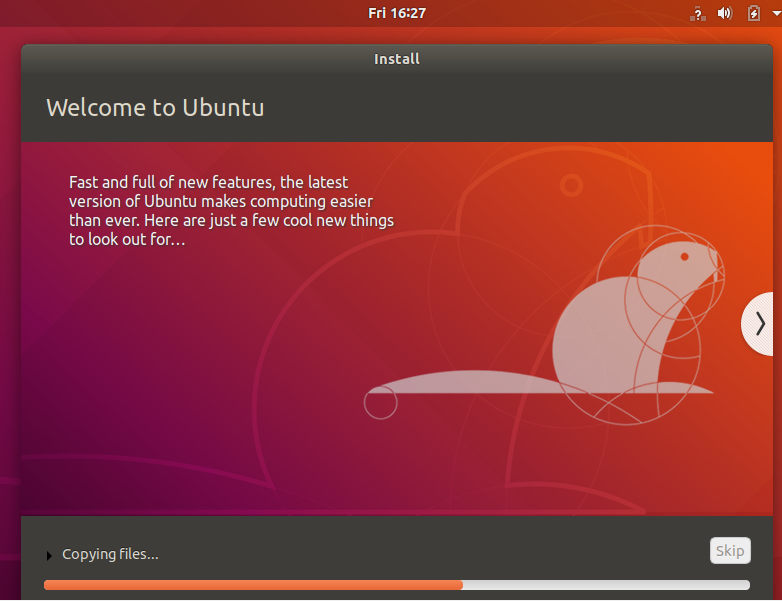 Fri 16:27
Install
Welcome to Ubuntu
Fast and full of new features, the latest
version of Ubuntu makes computing easier
than ever. Here are just a few cool new things
to look out for…
Copying files...
Skip